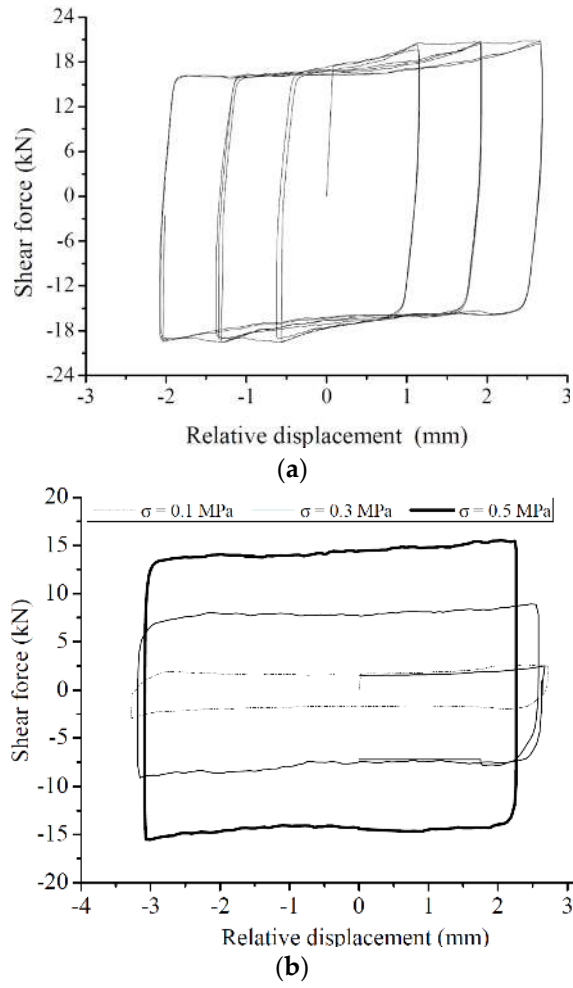 24
18
12
6
0
-6
-12
-18
-24
Shear force (kN)
-3 -2 -1 0 1 2 3
Relative displacement (mm)
(a)
20
15
10
5
0
-5
-10
-15
-20
Shear force (kN)
σ = 0.1 MPa σ = 0.3 MPa σ = 0.5 MPa
-4 -3 -2 -1 0 1 2 3
Relative displacement (mm)
(b)